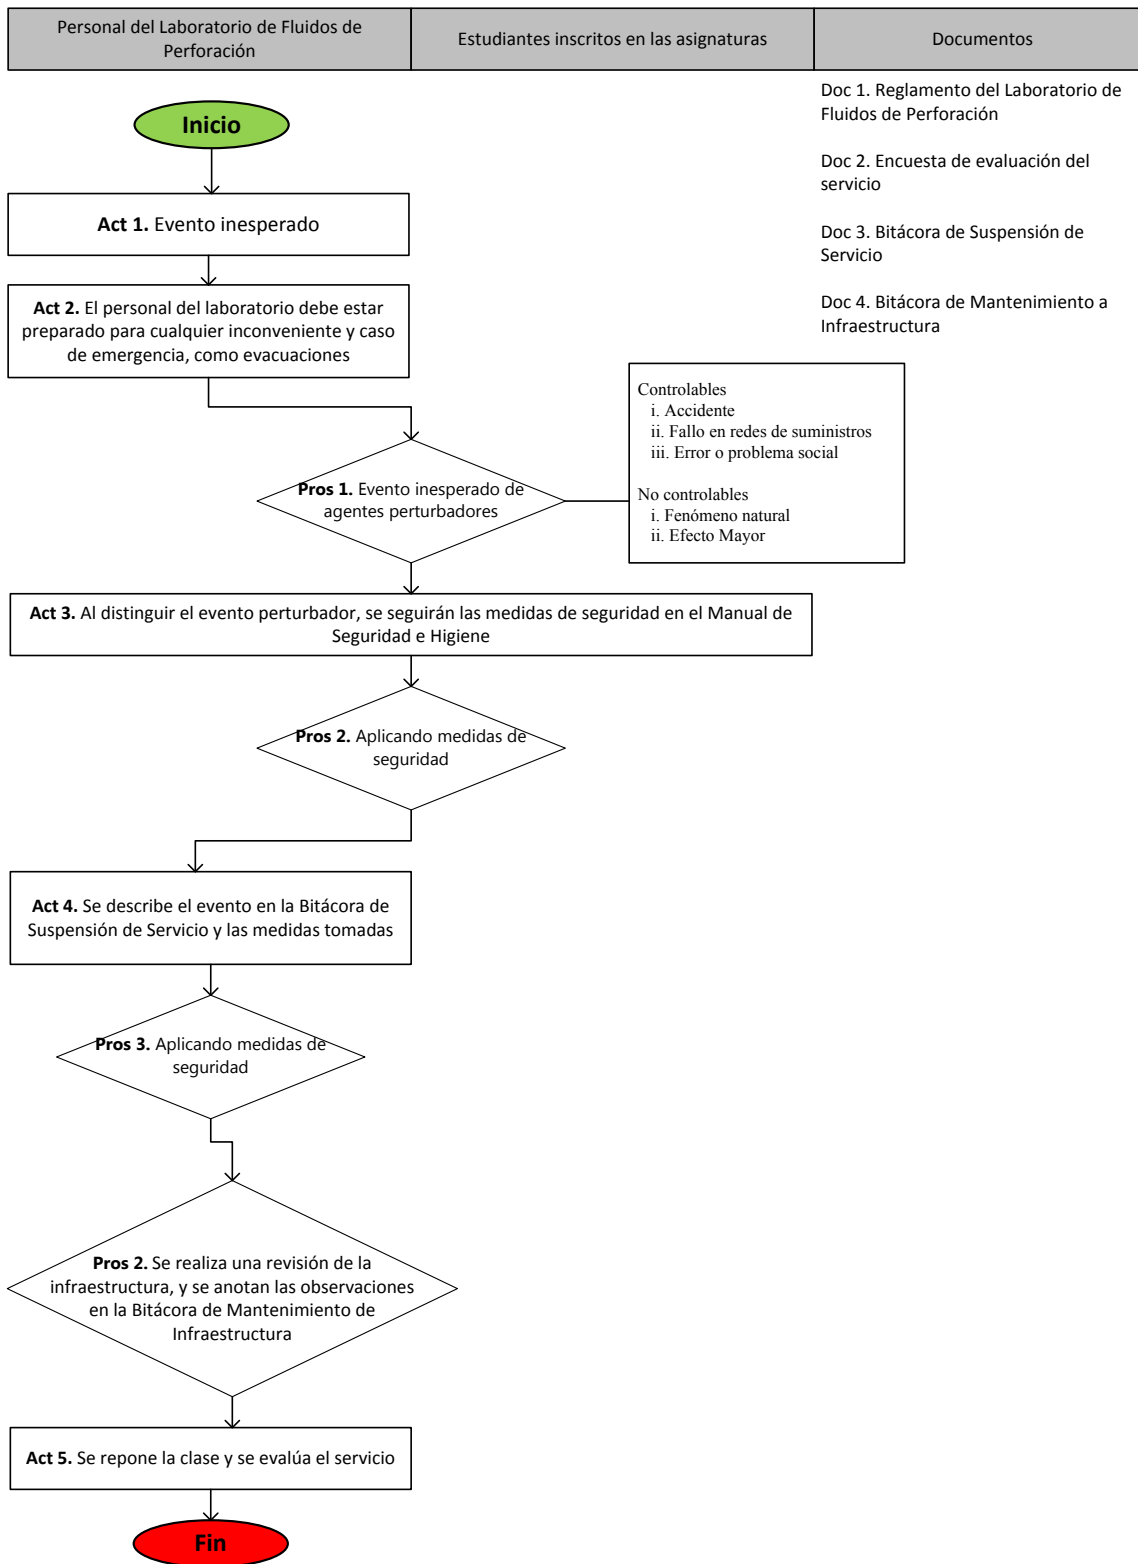 Personal del Laboratorio de Fluidos de
Perforación
Estudiantes inscritos en las asignaturas
Documentos
Doc 1. Reglamento del Laboratorio de
Fluidos de Perforación
Doc 2. Encuesta de evaluación del
servicio
Doc 3. Bitácora de Suspensión de
Servicio
Doc 4. Bitácora de Mantenimiento a
Infraestructura
Inicio
Act 1. Evento inesperado
Act 2. El personal del laboratorio debe estar
preparado para cualquier inconveniente y caso
de emergencia, como evacuaciones
Controlables
i. Accidente
ii. Fallo en redes de suministros
iii. Error o problema social
No controlables
i. Fenómeno natural
ii. Efecto Mayor
Pros 1. Evento inesperado de
agentes perturbadores
Act 3. Al distinguir el evento perturbador, se seguirán las medidas de seguridad en el Manual de
Seguridad e Higiene
Pros 2. Aplicando medidas de
seguridad
Act 4. Se describe el evento en la Bitácora de
Suspensión de Servicio y las medidas tomadas
Pros 3. Aplicando medidas de
seguridad
Pros 2. Se realiza una revisión de la
infraestructura, y se anotan las observaciones
en la Bitácora de Mantenimiento de
Infraestructura
Act 5. Se repone la clase y se evalúa el servicio
Fin